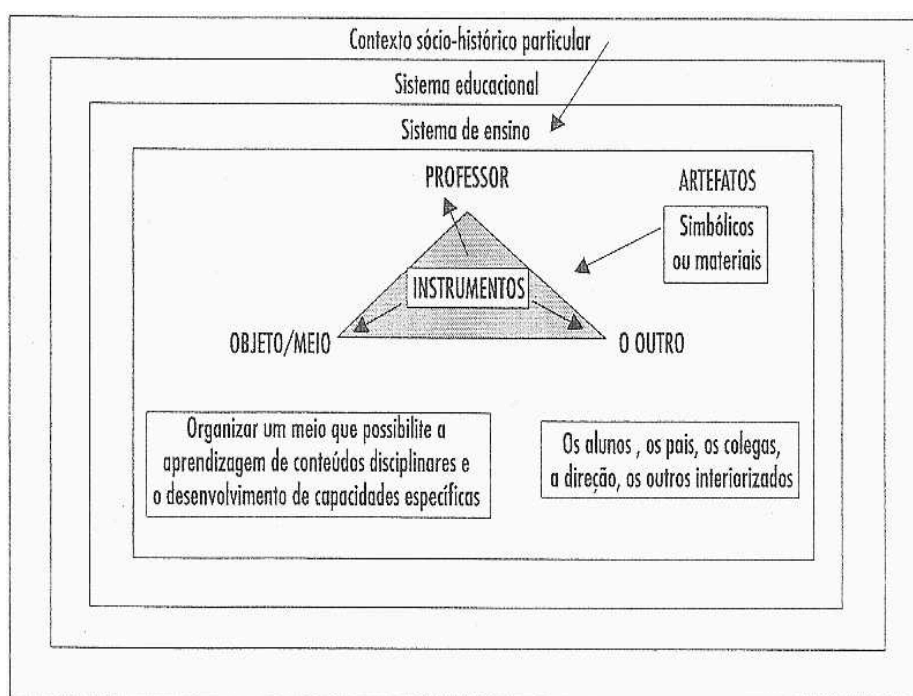 Contexto sócio-histórico particular
Sistema educacional
Sistema de ensino
PROFESSOR
ARTEFATOS
Simbólicos
ou materiais
INSTRUMENTOS
OBJETO/MEIO
O OUTRO
Organizar um meio que possibilite a
aprendizagem de conteúdos disciplinares e
o desenvolvimento de capacidades específicas
Os alunos , os pais, os colegas,
a direção, os outros interiorizados